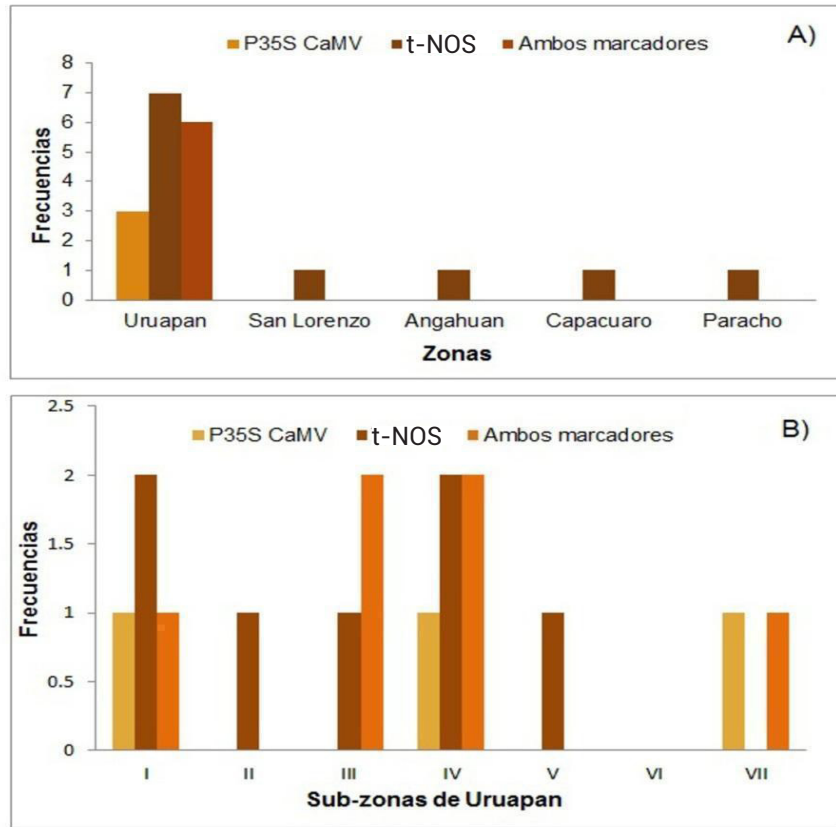 A)
P35S CaMV t-NOS Ambos marcadores
8
7
6
5
4
3
2
1
0
Frecuencias
Uruapan San Lorenzo Angahuan Capacuaro Paracho
Zonas
B)
2.5
P35S CaMV t-NOS Ambos marcadores
2
1.5
1
0.5
0
Frecuencias
I II III IV V VI VII
Sub-zonas de Uruapan